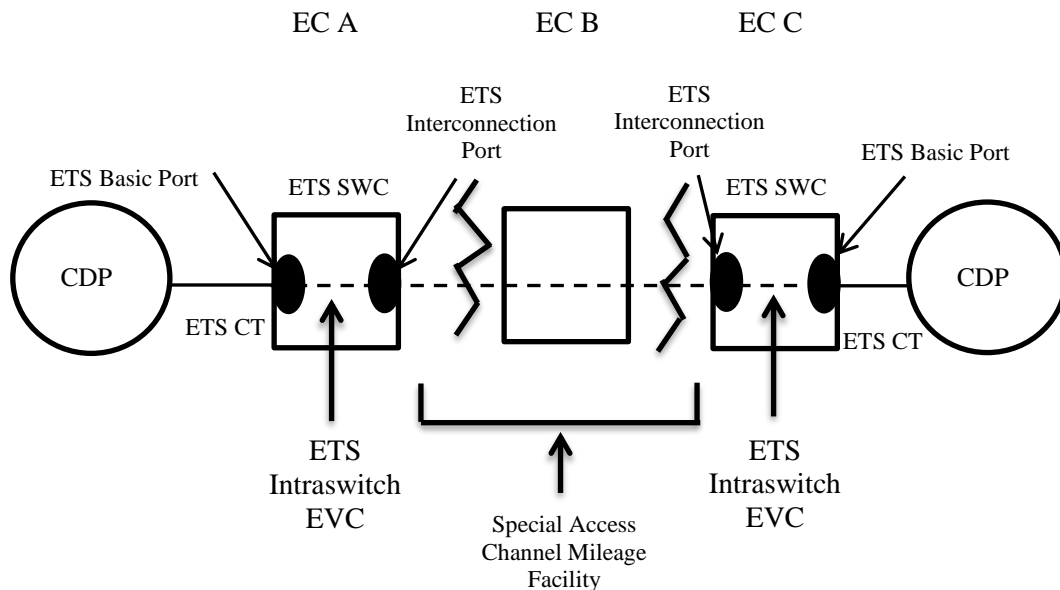 EC A
EC B
EC C
ETS
Interconnection
Port
ETS
Interconnection
Port
ETS Basic Port
ETS SWC
ETS SWC
ETS Basic Port
CDP
CDP
ETS CT
ETS CT
ETS
Intraswitch
EVC
ETS
Intraswitch
EVC
Special Access
Channel Mileage
Facility